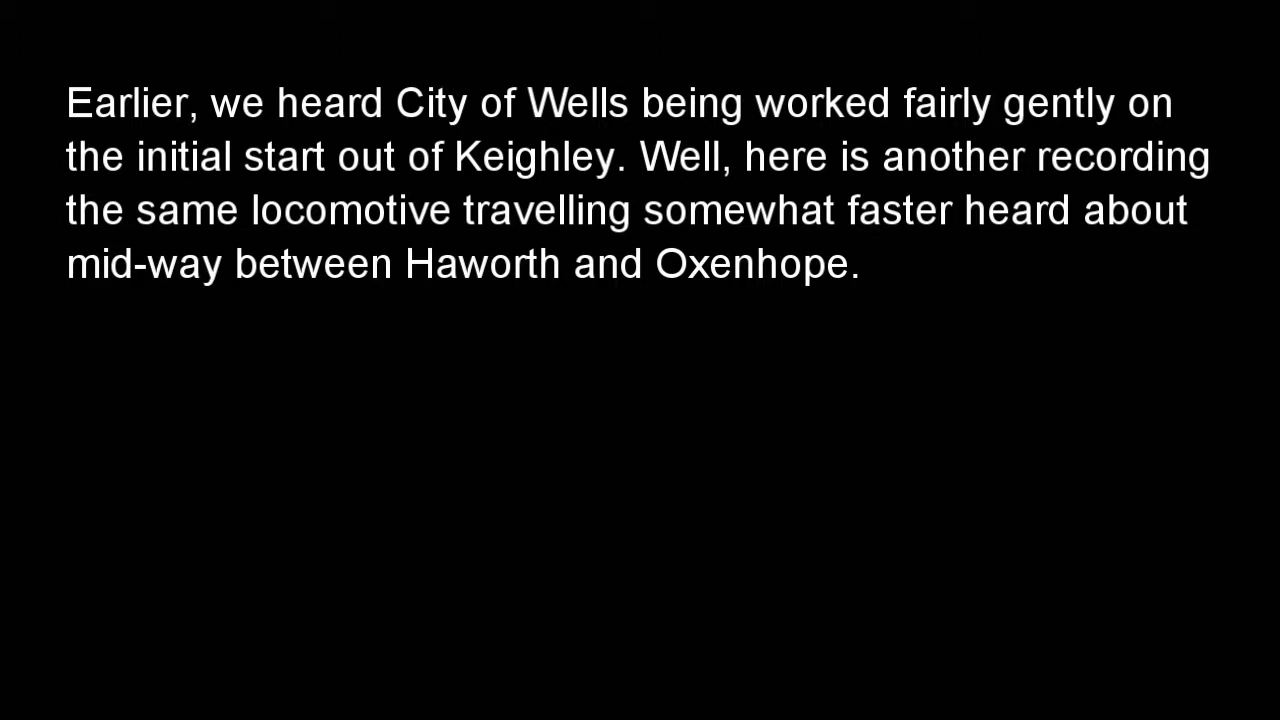 Earlier, we heard City of Wells being worked fairly gently on
the initial start out of Keighley. Well, here is another recording
the same locomotive travelling somewhat faster heard about
mid-way between Haworth and Oxenhope.